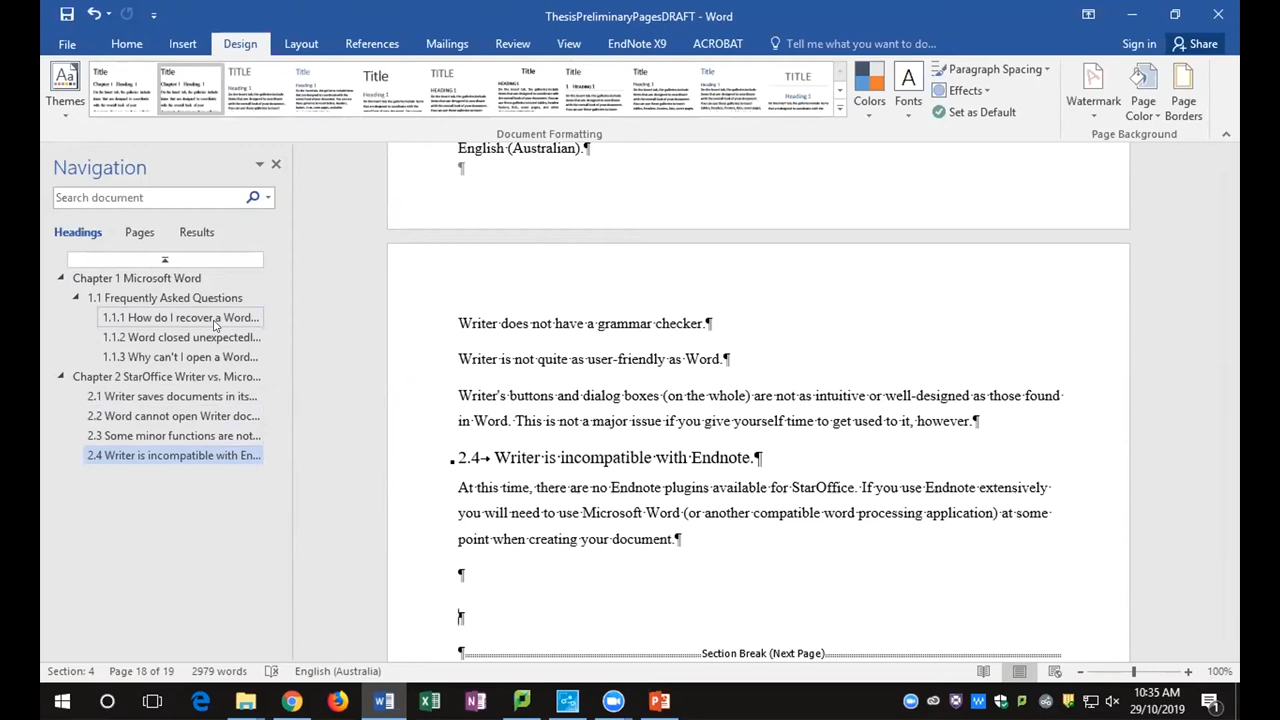 ThesisPreliminaryPagesDRAFT - Word
File Home Insert Design Layout References Mailings Review View EndNote X9 ACROBAT Tell me what you want to do... Sign in Share
Themes
Title
Title
TITLE
Title
Title
TITLE
Title
Title
TITLE
Title
TITLE
Colors
Fonts
Paragraph Spacing
Effects
Set as Default
Watermark
Page Color
Page Borders
Document Formatting
Page Background
Navigation
Search document
Headings Pages Results
Chapter 1 Microsoft Word
1.1 Frequently Asked Questions
1.1.1 How do I recover a Word...
1.1.2 Word closed unexpectedl...
1.1.3 Why can't I open a Word...
Chapter 2 StarOffice Writer vs. Micro...
2.1 Writer saves documents in its...
2.2 Word cannot open Writer doc...
2.3 Some minor functions are not...
2.4 Writer is incompatible with En...
English·(Australian).¶
¶
Writer·does·not·have·a·grammar·checker.¶
Writer·is·not·quite·as·user-friendly·as·Word.¶
Writer's·buttons·and·dialog·boxes·(on·the·whole)·are·not·as·intuitive·or·well-designed·as·those·found·
in·Word.··This·is·not·a·major·issue·if·you·give·yourself·time·to·get·used·to·it,·however.¶
2.4→ Writer·is·incompatible·with·Endnote.¶
At·this·time,·there·are·no·Endnote·plugins·available·for·StarOffice.··If·you·use·Endnote·extensively·
you·will·need·to·use·Microsoft·Word·(or·another·compatible·word·processing·application)·at·some·
point·when·creating·your·document.¶
¶
¶
¶ Section Break (Next Page)
Section: 4 Page 18 of 19 2979 words English (Australia) 100%
10:35 AM
29/10/2019